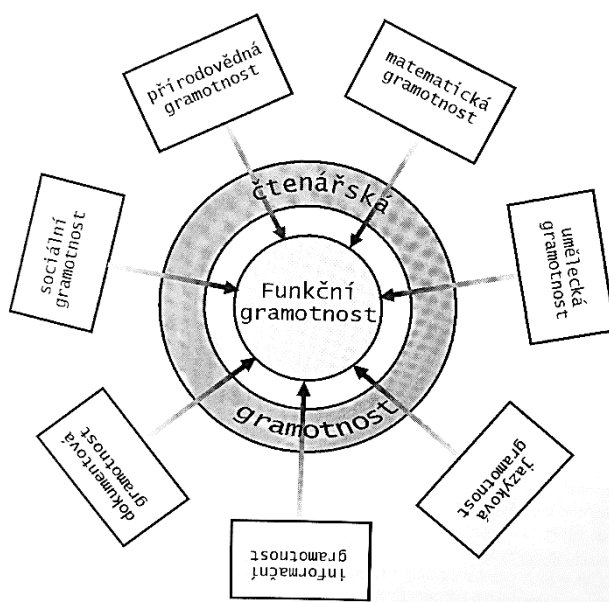 přírodovědná
gramotnost
matematická
gramotnost
čtenářská
sociální
gramotnost
umělecká
gramotnost
Funkční
gramotnost
gramotnost
dokumentová
gramotnost
jazyková
gramotnost
informační
gramotnost